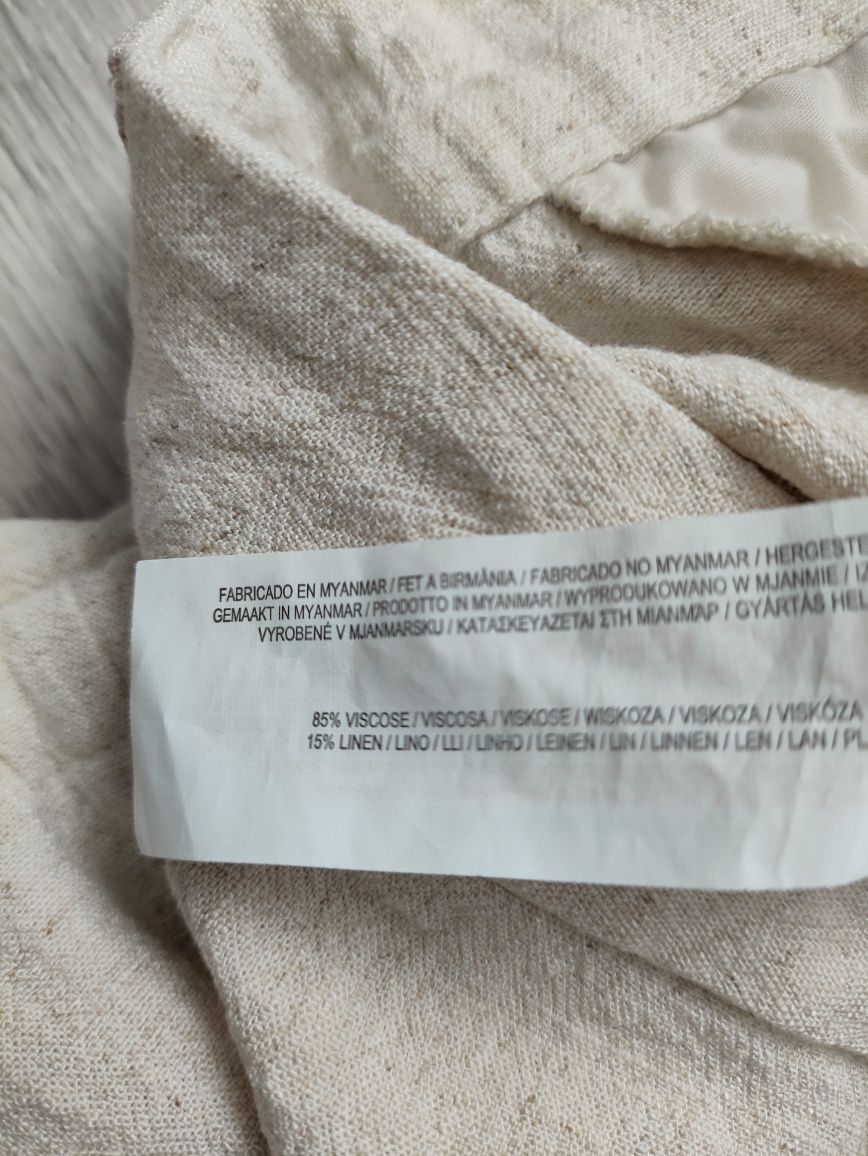 FABRICADO EN MYANMAR / FET A BIRMÀNIA / FABRICADO NO MYANMAR / HERGESTE
GEMAAKT IN MYANMAR / PRODOTTO IN MYANMAR / WYPRODUKOWANO W MJANMIE / IZ
VYROBENÉ V MJANMARSKU / ΚΑΤΑΣΚΕΥΑΖΕΤΑΙ ΣΤΗ ΜΙΑΝΜΆΡ / GYÁRTÁS HEL
85% VISCOSE / VISCOSA / VISKOSE / WISKOZA / VISKOZA / VISKÓZA
15% LINEN / LINO / LLI / LINHO / LEINEN / LIN / LINNEN / LEN / LAN / PL